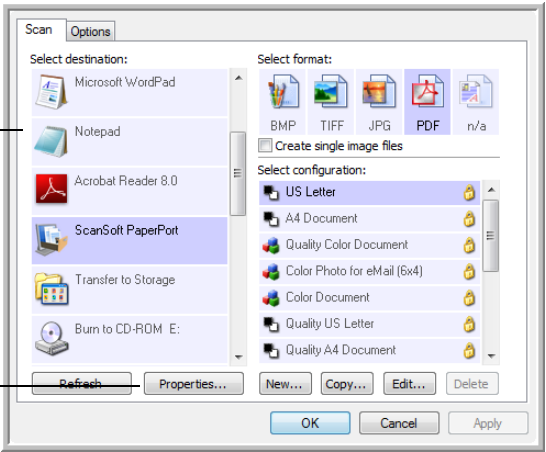 Scan Options
Select destination:
Microsoft WordPad
Notepad
Acrobat Reader 8.0
ScanSoft PaperPort
Transfer to Storage
Burn to CD-ROM E:
Refresh Properties...
Select format:
BMP TIFF JPG PDF n/a
Create single image files
Select configuration:
US Letter
A4 Document
Quality Color Document
Color Photo for eMail (6x4)
Color Document
Quality US Letter
Quality A4 Document
New... Copy... Edit... Delete
OK Cancel Apply